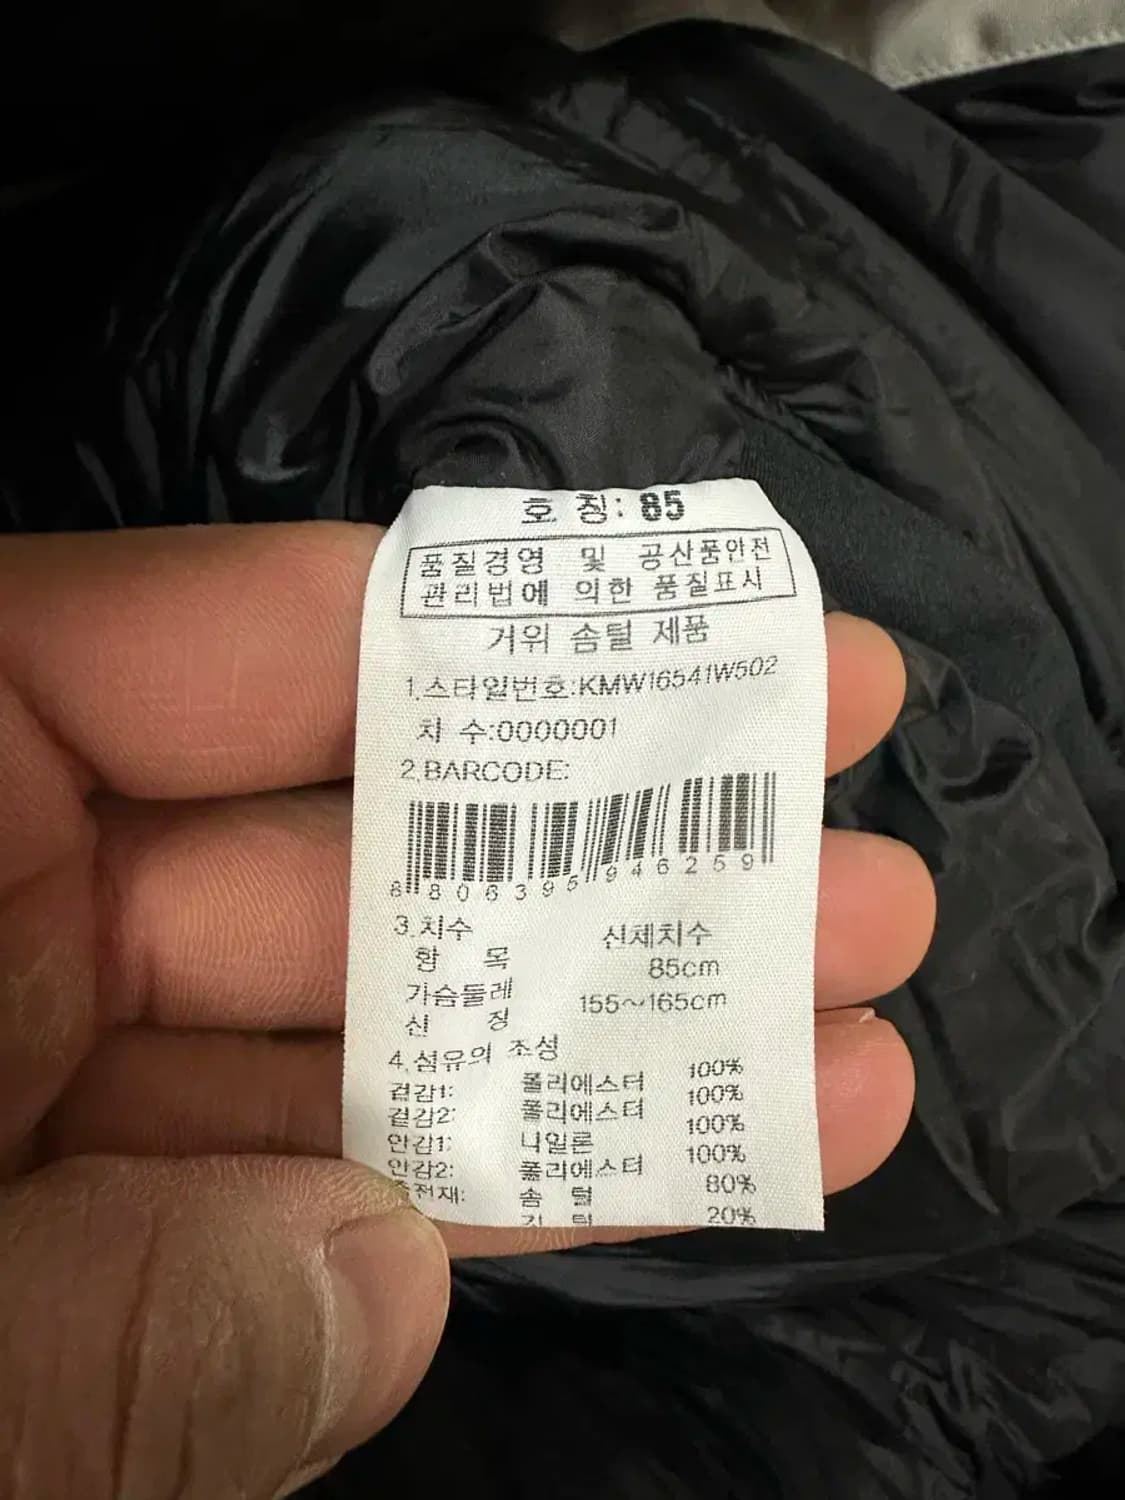 호 칭: 85
품질경영 및 공산품안전
관리법에 의한 품질표시
거위 솜털 제품
1.스타일번호:KMW16541W502
차 수:0000001
2.BARCODE:
8 806395 946259
3.치수 신체치수
항 목 85cm
가슴둘레 155~165cm
신 장
4.섬유의 조성
겉감1: 폴리에스터 100%
겉감2: 폴리에스터 100%
안감1: 나일론 100%
안감2: 폴리에스터 100%
충전재: 솜 털 80%
깃 털 20%